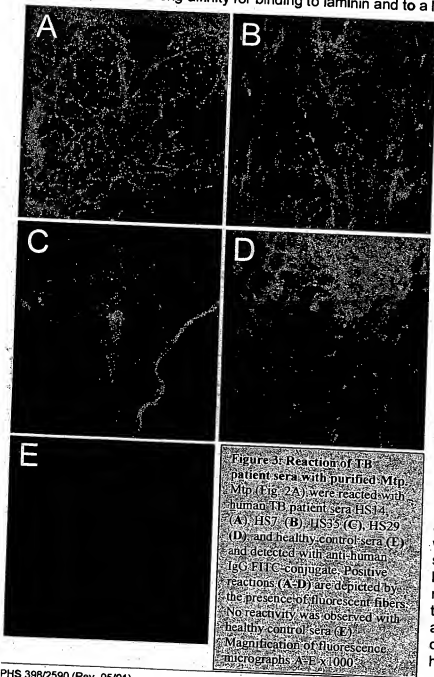 ng affinity for binding to laminin and to a l
A
B
C
D
E
Figure 3: Reaction of TB
patient sera with purified Mtp.
Mtp (Fig. 2A) were reacted with
human TB patient sera HS14
(A), HS7 (B), HS35 (C), HS29
(D), and healthy control sera (E)
and detected with anti-human
IgG FITC-conjugate. Positive
reactions (A-D) are depicted by
the presence of fluorescent fibers.
No reactivity was observed with
healthy control sera (E)
Magnification of fluorescence
micrographs A-E x1000
PHS 398/2590 (Rev. 05/01)